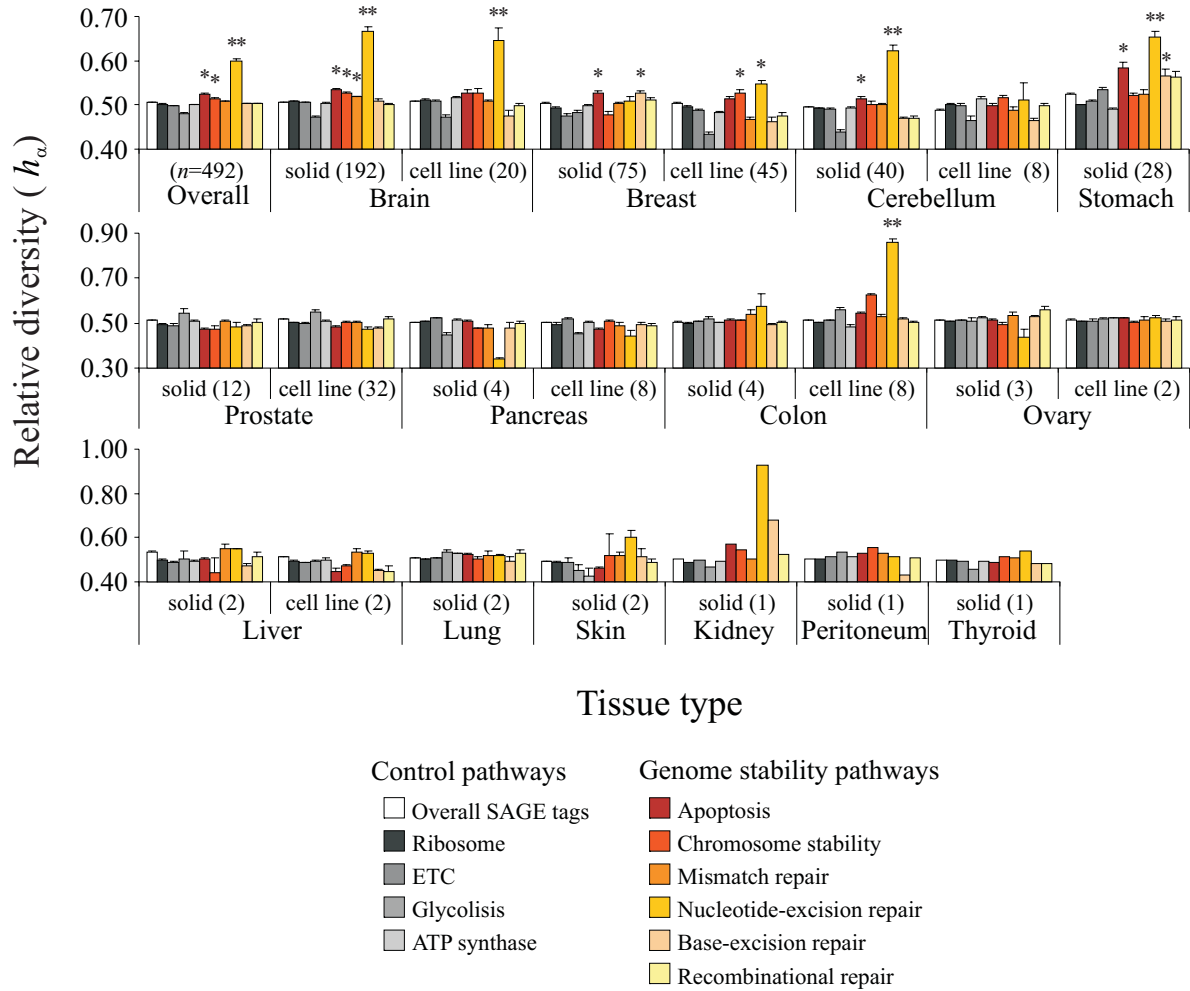 Relative diversity ( hα)
0.70
0.60
0.50
0.40
** ** ** ** **
* * * * * * * * * * * *
(n=492) solid (192) cell line (20) solid (75) cell line (45) solid (40) cell line (8) solid (28)
Overall Brain Breast Cerebellum Stomach
0.90
0.70
0.50
0.30
**
solid (12) cell line (32) solid (4) cell line (8) solid (4) cell line (8) solid (3) cell line (2)
Prostate Pancreas Colon Ovary
1.00
0.80
0.60
0.40
solid (2) cell line (2) solid (2) solid (2) solid (1) solid (1) solid (1)
Liver Lung Skin Kidney Peritoneum Thyroid
Tissue type
Control pathways
Overall SAGE tags
Ribosome
ETC
Glycolisis
ATP synthase
Genome stability pathways
Apoptosis
Chromosome stability
Mismatch repair
Nucleotide-excision repair
Base-excision repair
Recombinational repair